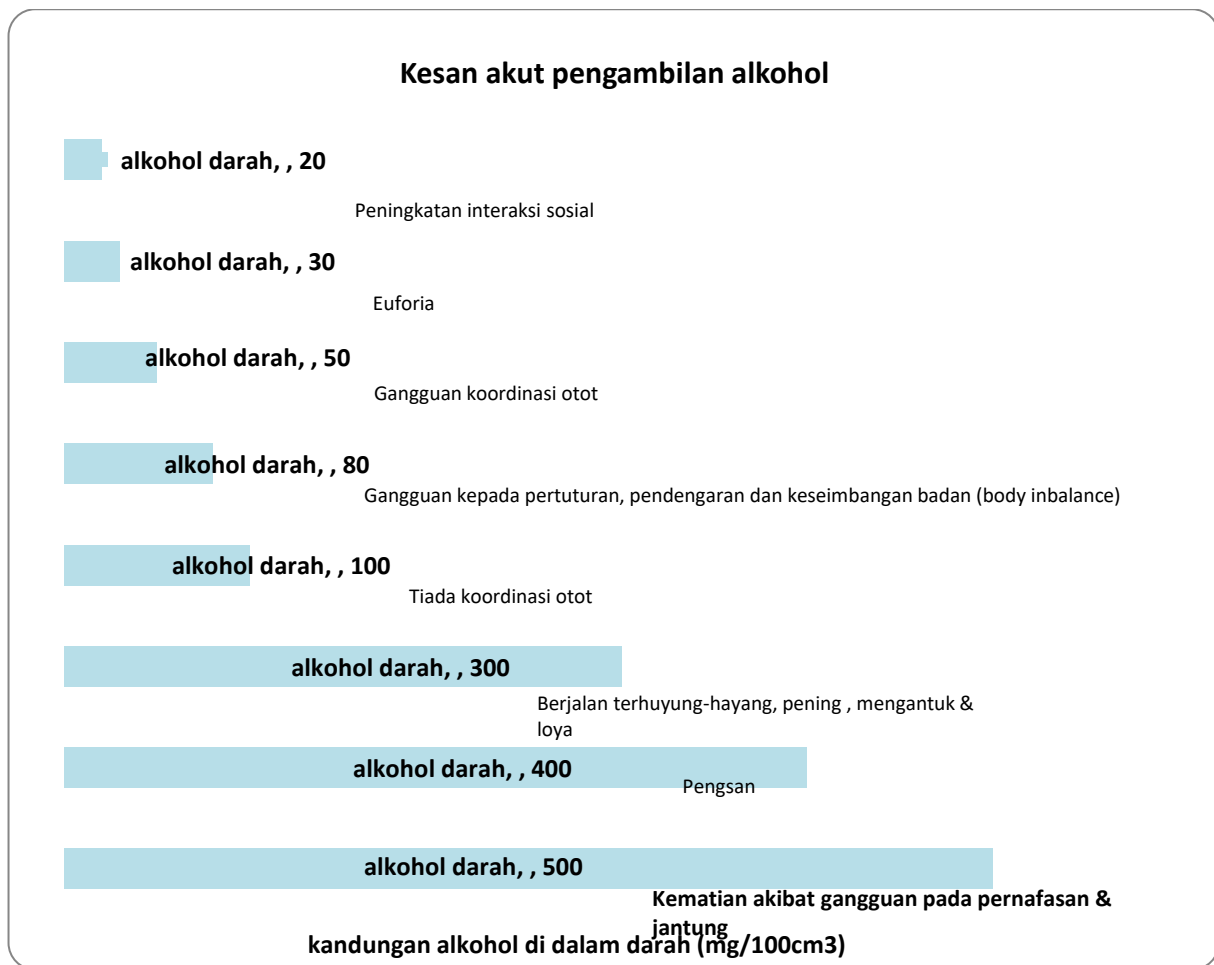 Kesan akut pengambilan alkohol
alkohol darah, , 20
Peningkatan interaksi sosial
alkohol darah, , 30
Euforia
alkohol darah, , 50
Gangguan koordinasi otot
alkohol darah, , 80
Gangguan kepada pertuturan, pendengaran dan keseimbangan badan (body inbalance)
alkohol darah, , 100
Tiada koordinasi otot
alkohol darah, , 300
Berjalan terhuyung-hayang, pening , mengantuk &
loya
alkohol darah, , 400
Pengsan
alkohol darah, , 500
Kematian akibat gangguan pada pernafasan &
jantung
kandungan alkohol di dalam darah (mg/100cm3)